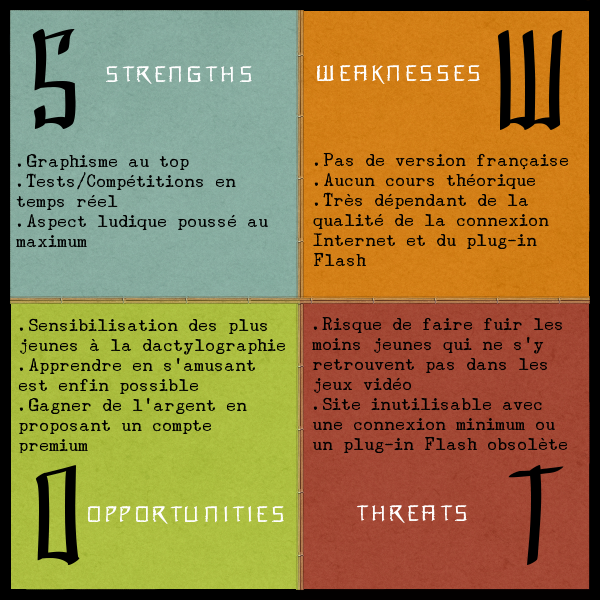 S
STRENGTHS
.Graphisme au top
.Tests/Compétitions en
temps réel
.Aspect ludique poussé au
maximum
WEAKNESSES
W
.Pas de version française
.Aucun cours théorique
.Très dépendant de la
qualité de la connexion
Internet et du plug-in
Flash
.Sensibilisation des plus
jeunes à la dactylographie
.Apprendre en s'amusant
est enfin possible
.Gagner de l'argent en
proposant un compte
premium
O
OPPORTUNITIES
.Risque de faire fuir les
moins jeunes qui ne s'y
retrouvent pas dans les
jeux vidéo
.Site inutilisable avec
une connexion minimum ou
un plug-in Flash obsolète
THREATS
T